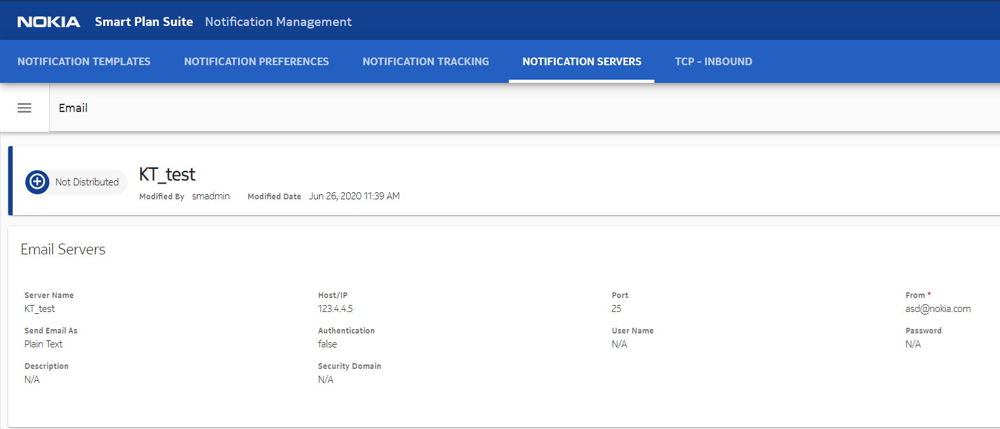 NOKIA Smart Plan Suite Notification Management
NOTIFICATION TEMPLATES NOTIFICATION PREFERENCES NOTIFICATION TRACKING NOTIFICATION SERVERS TCP - INBOUND
Email
Not Distributed
KT_test
Modified By smadmin Modified Date Jun 26, 2020 11:39 AM
Email Servers
Server Name Host/IP Port From *
KT_test 123.4.4.5 25 asd@nokia.com
Send Email As Authentication User Name Password
Plain Text false N/A N/A
Description Security Domain
N/A N/A